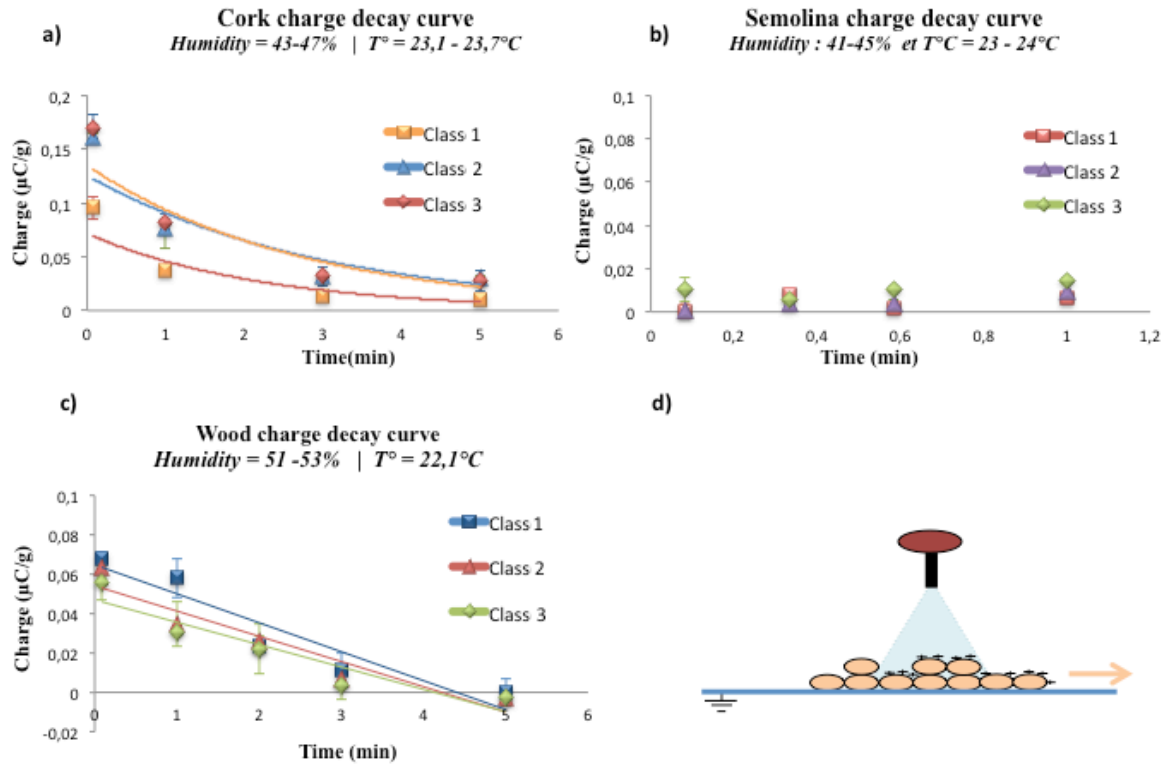 a)
Cork charge decay curve
Humidity = 43-47% | T° = 23,1 - 23,7°C
Charge (µC/g)
0,2
0,15
0,1
0,05
0
0 1 2 3 4 5 6
Time(min)
Class 1
Class 2
Class 3
b)
Semolina charge decay curve
Humidity : 41-45% et T°C = 23 - 24°C
Charge (µC/g)
0,1
0,08
0,06
0,04
0,02
0
0 0,2 0,4 0,6 0,8 1 1,2
Time (min)
Class 1
Class 2
Class 3
c)
Wood charge decay curve
Humidity = 51 -53% | T° = 22,1°C
Charge (µC/g)
0,1
0,08
0,06
0,04
0,02
0
-0,02
0 1 2 3 4 5 6
Time (min)
Class 1
Class 2
Class 3
d)